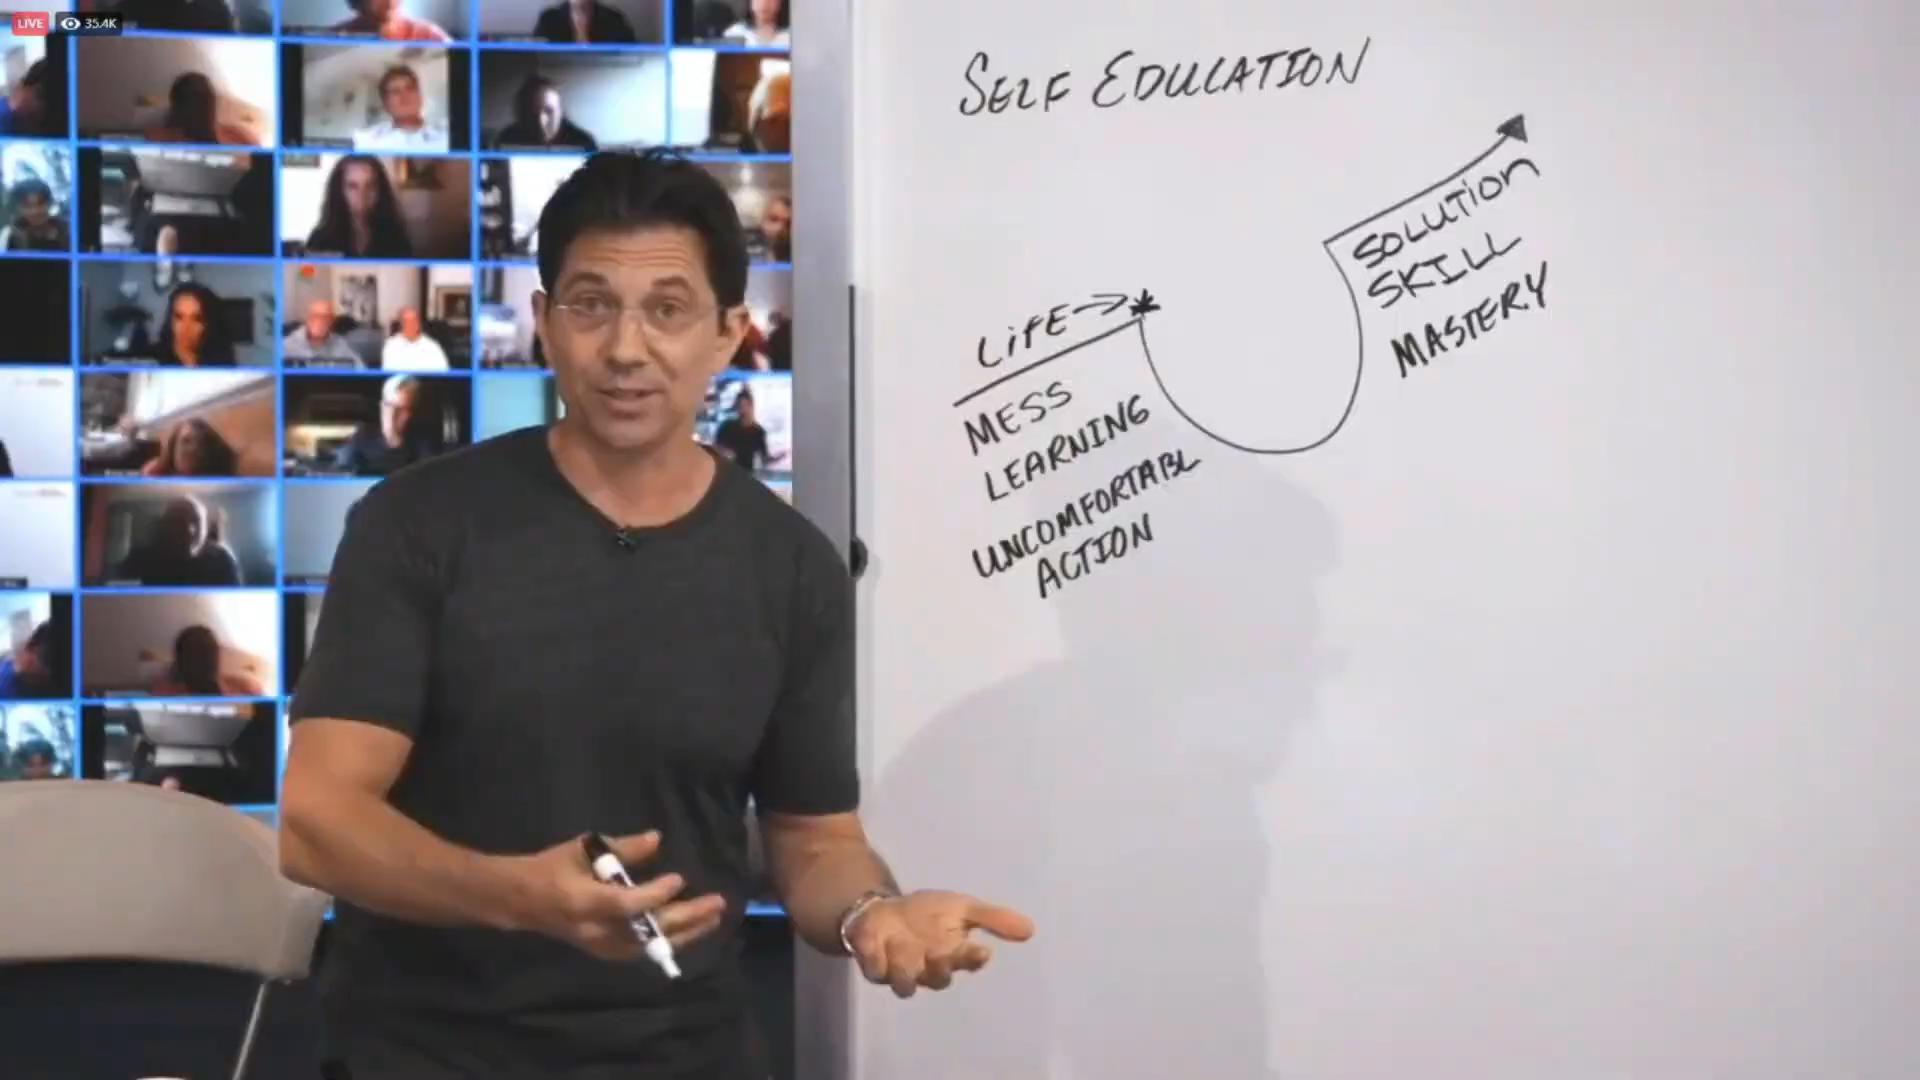 LIVE
35.4K
SELF EDUCATION
LIFE
MESS
LEARNING
UNCOMFORTABL
ACTION
SOLUTION
SKILL
MASTERY